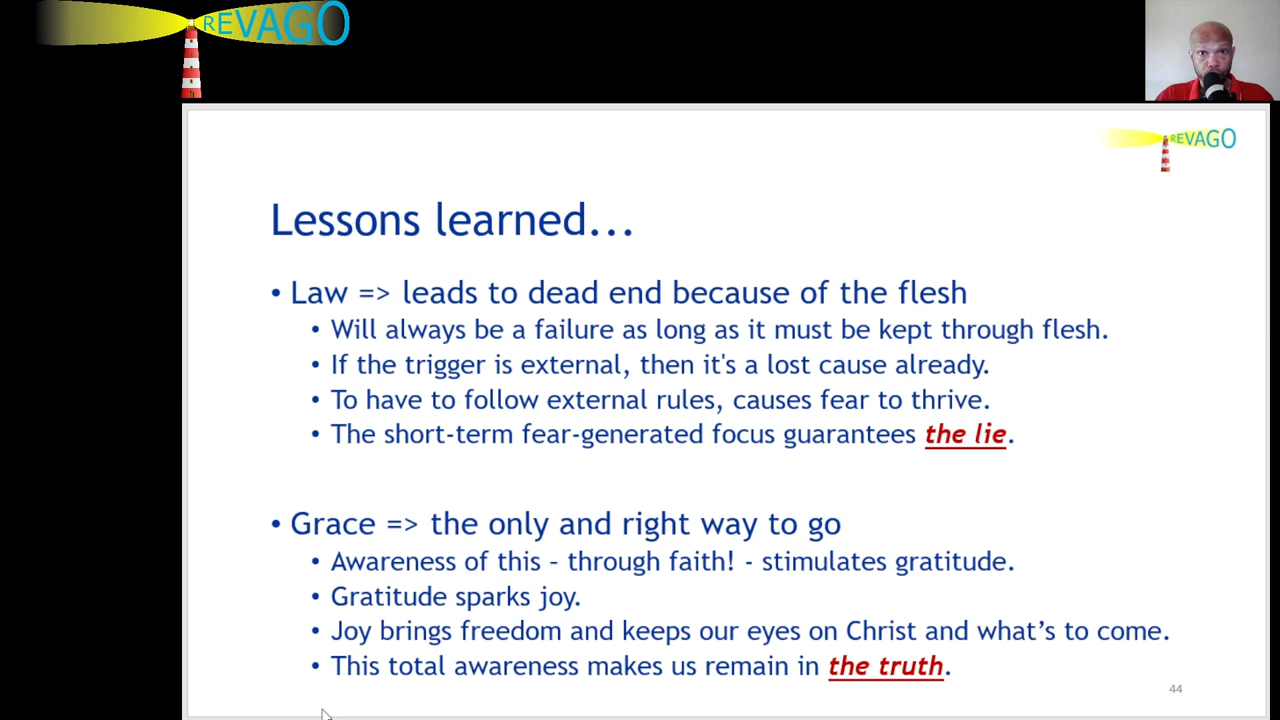 REVAGO
REVAGO
Lessons learned...
• Law => leads to dead end because of the flesh
• Will always be a failure as long as it must be kept through flesh.
• If the trigger is external, then it's a lost cause already.
• To have to follow external rules, causes fear to thrive.
• The short-term fear-generated focus guarantees the lie.
• Grace => the only and right way to go
• Awareness of this – through faith! - stimulates gratitude.
• Gratitude sparks joy.
• Joy brings freedom and keeps our eyes on Christ and what’s to come.
• This total awareness makes us remain in the truth.
44